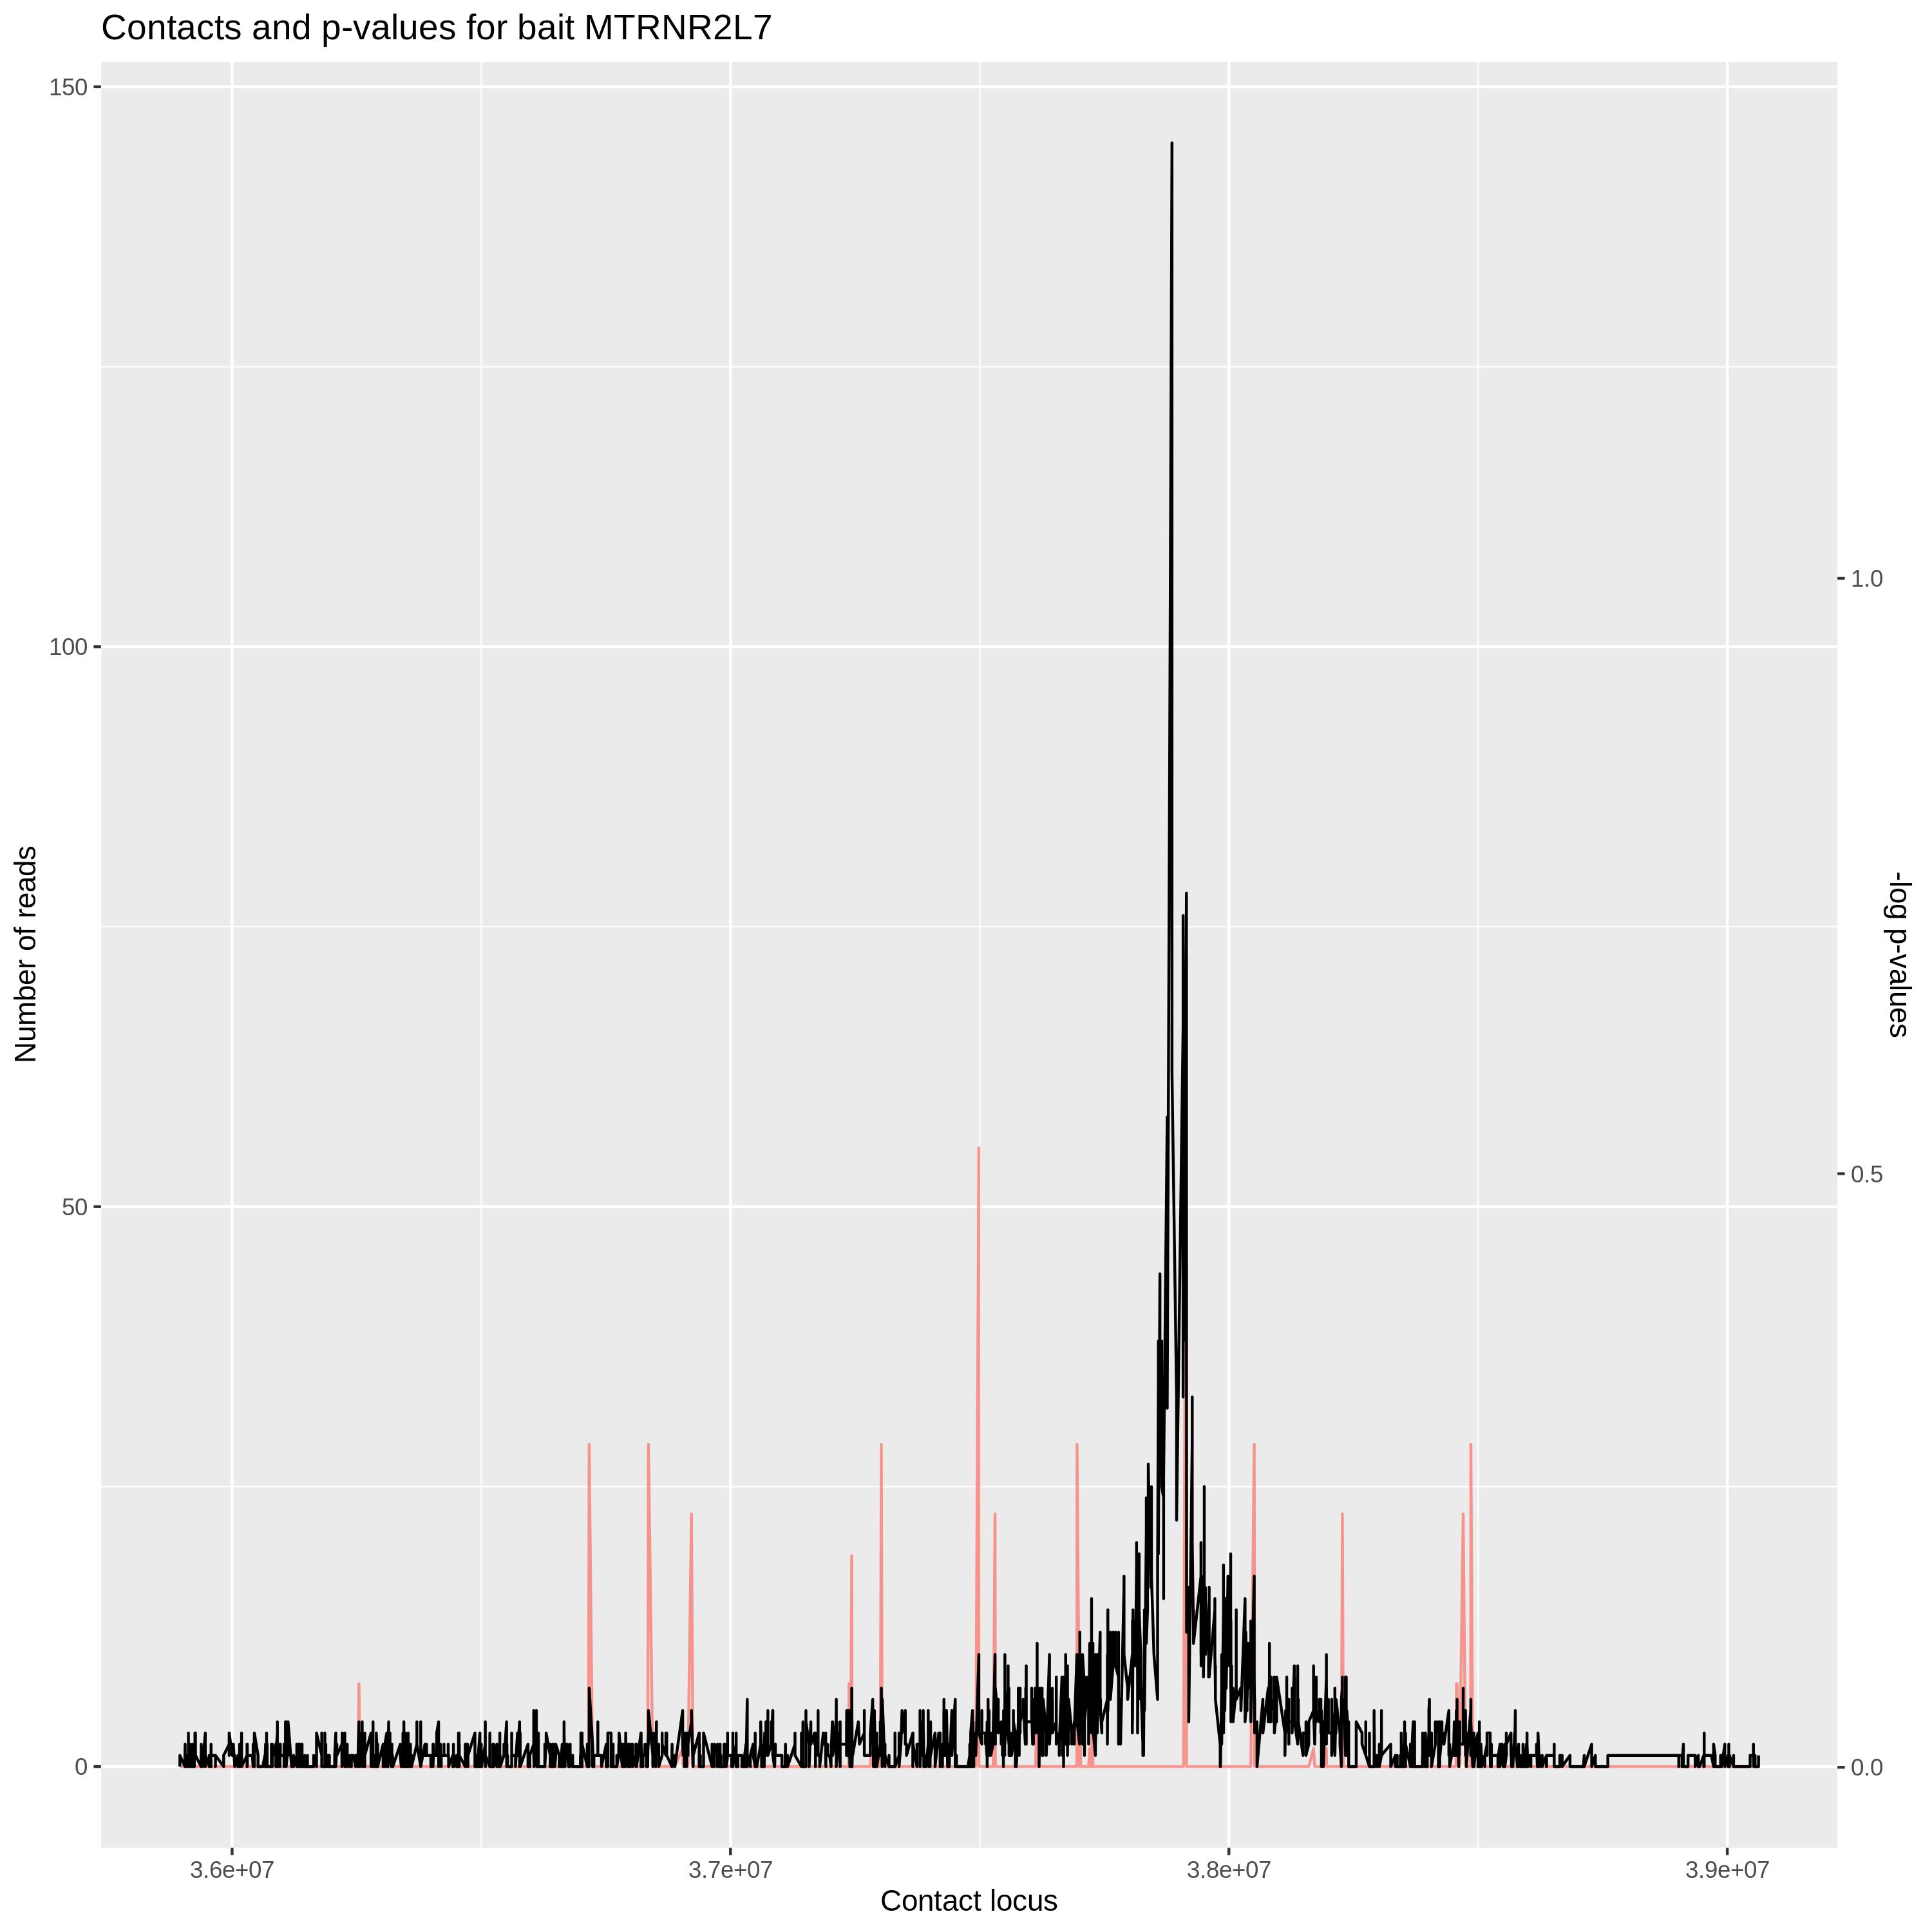 Contacts and p-values for bait MTRNR2L7
150
100
50
0
Number of reads
1.0
0.5
0.0
-log p-values
3.6e+07
3.7e+07
3.8e+07
3.9e+07
Contact locus